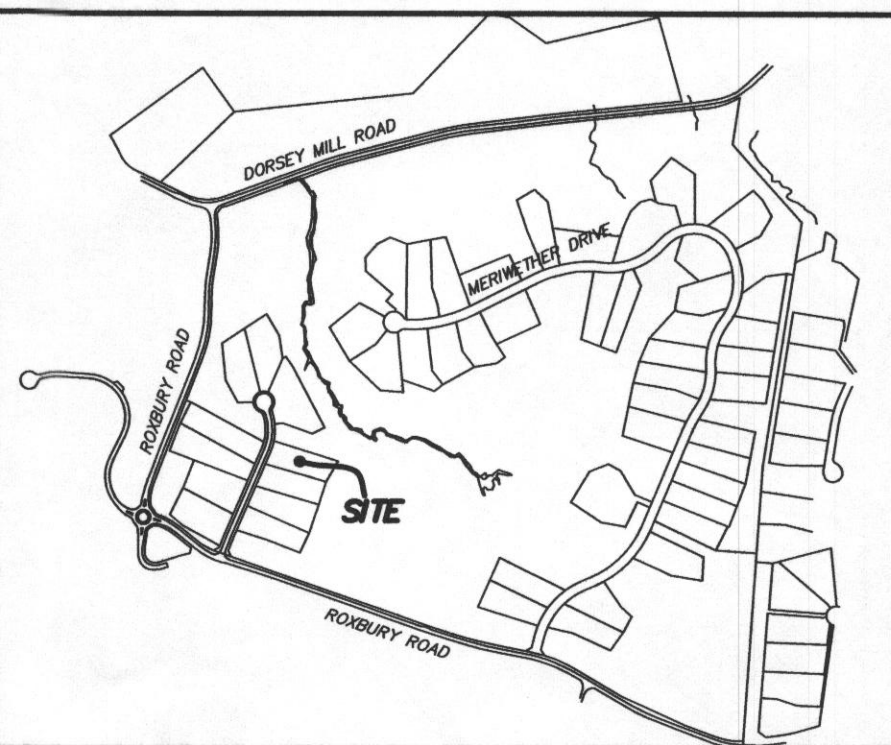 DORSEY MILL ROAD
MERIWETHER DRIVE
ROXBURY ROAD
SITE
ROXBURY ROAD